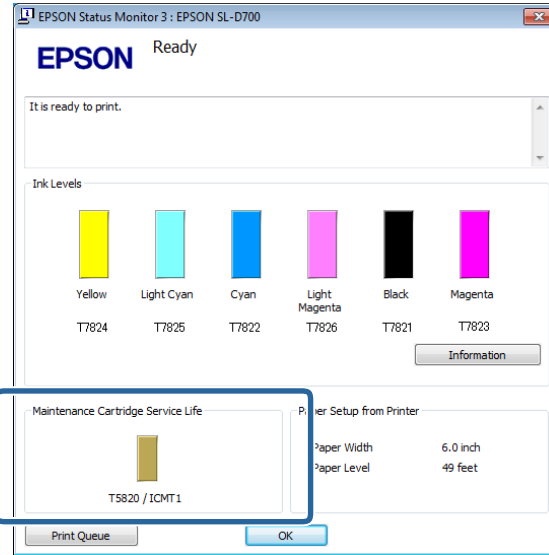 EPSON Status Monitor 3 : EPSON SL-D700
EPSON
Ready
It is ready to print.
Ink Levels
Yellow
Light Cyan
Cyan
Light
Magenta
Black
Magenta
T7824
T7825
T7822
T7826
T7821
T7823
Information
Maintenance Cartridge Service Life
T5820 / ICMT1
Paper Setup from Printer
Paper Width 6.0 inch
Paper Level 49 feet
Print Queue
OK